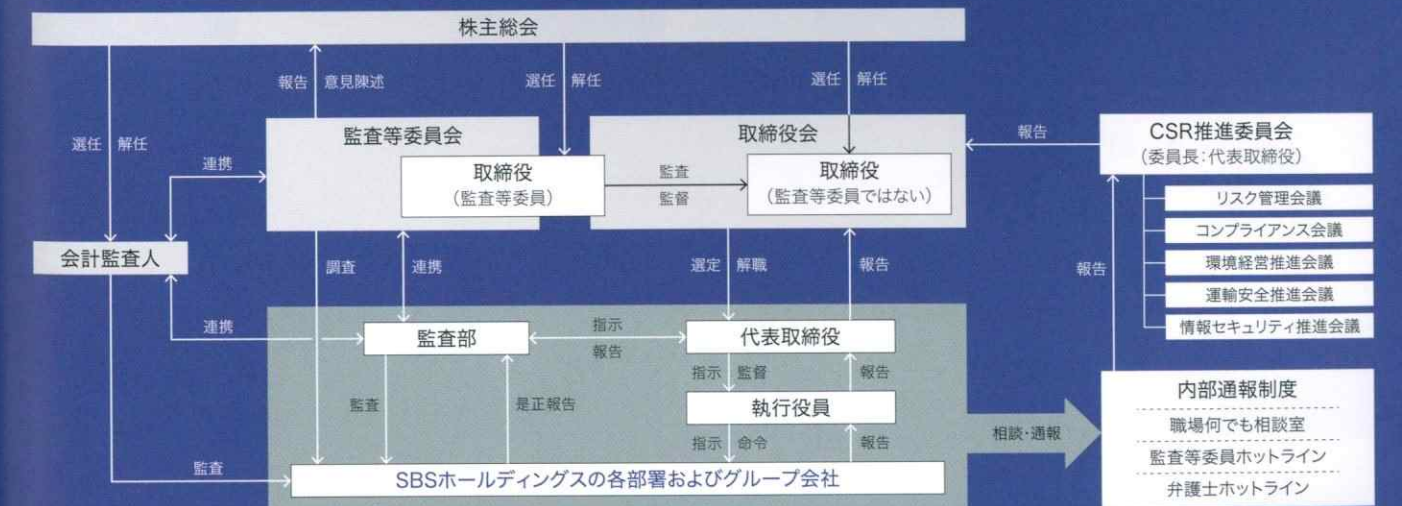 株主総会
報告 意見陳述
選任 解任
選任 解任
選任 解任
監査等委員会
取締役
(監査等委員)
監査
監督
取締役会
取締役
(監査等委員ではない)
報告
CSR推進委員会
(委員長:代表取締役)
リスク管理会議
コンプライアンス会議
環境経営推進会議
運輸安全推進会議
情報セキュリティ推進会議
連携
会計監査人
調査
連携
選定 解職
報告
報告
連携
監査部
指示
報告
代表取締役
指示 監督
報告
監査
是正報告
執行役員
指示 命令
報告
監査
SBSホールディングスの各部署およびグループ会社
相談・通報
内部通報制度
職場何でも相談室
監査等委員ホットライン
弁護士ホットライン